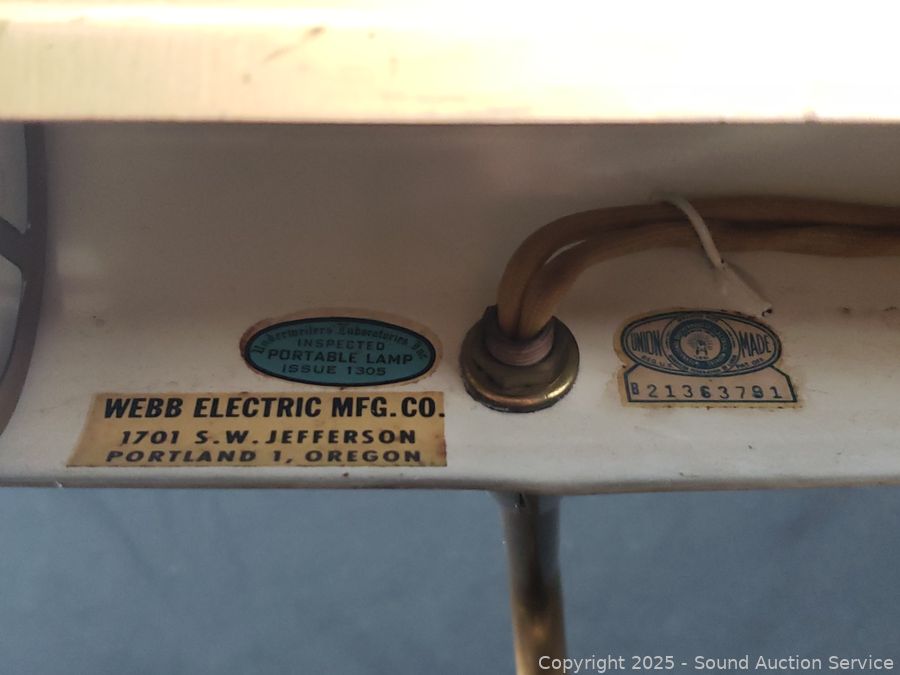 Underwriters Laboratories Inc.
INSPECTED
PORTABLE LAMP
ISSUE 1305
WEBB ELECTRIC MFG. CO.
1701 S.W. JEFFERSON
PORTLAND 1, OREGON
UNION MADE
B 21363791
Copyright 2025 - Sound Auction Service